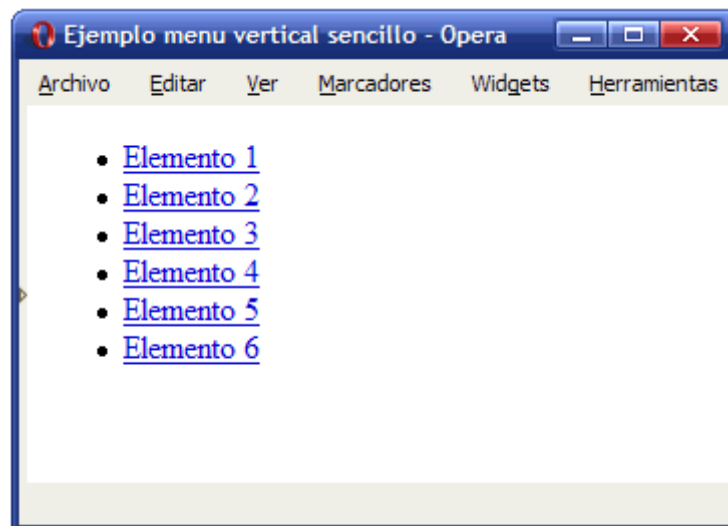 Ejemplo menu vertical sencillo - Opera
Archivo Editar Ver Marcadores Widgets Herramientas
• Elemento 1
• Elemento 2
• Elemento 3
• Elemento 4
• Elemento 5
• Elemento 6